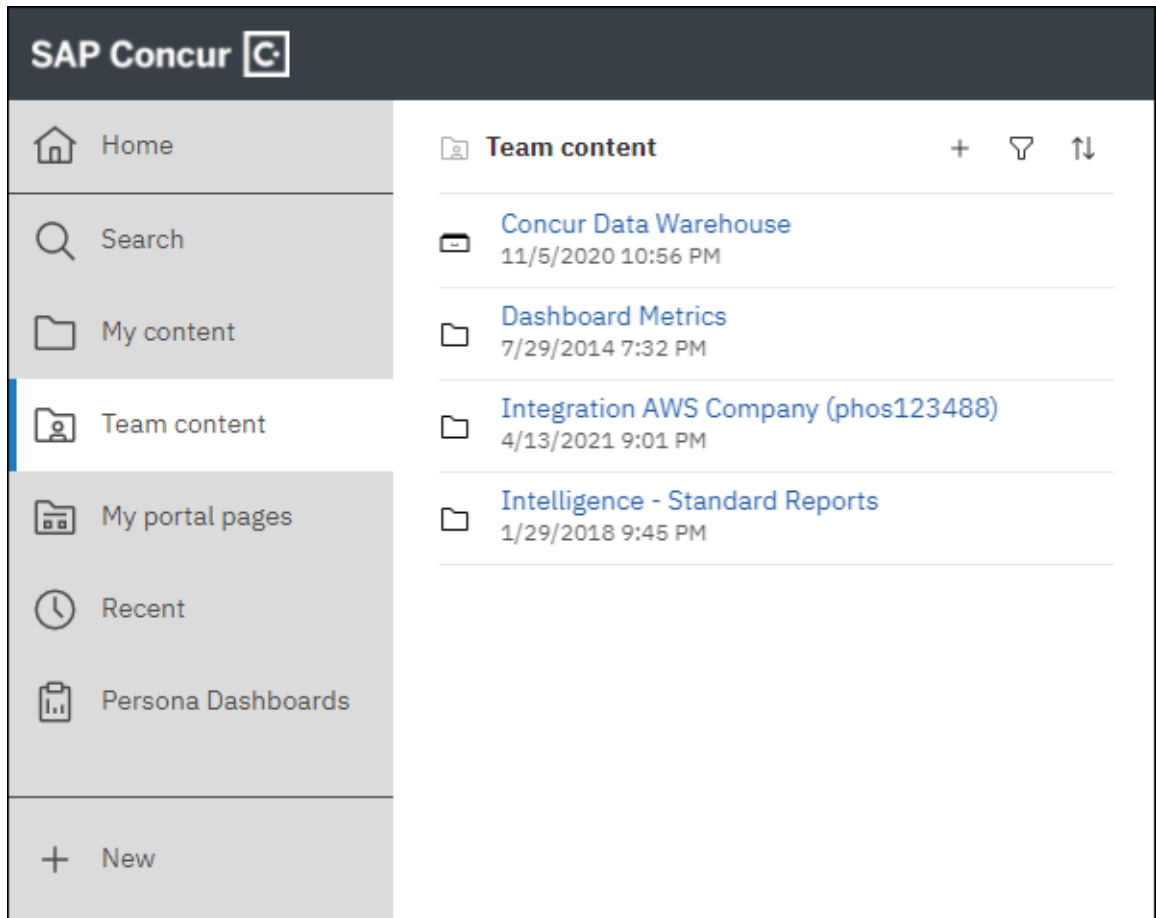 SAP Concur C
Home
Search
My content
Team content
My portal pages
Recent
Persona Dashboards
New
Team content
Concur Data Warehouse
11/5/2020 10:56 PM
Dashboard Metrics
7/29/2014 7:32 PM
Integration AWS Company (phos123488)
4/13/2021 9:01 PM
Intelligence - Standard Reports
1/29/2018 9:45 PM